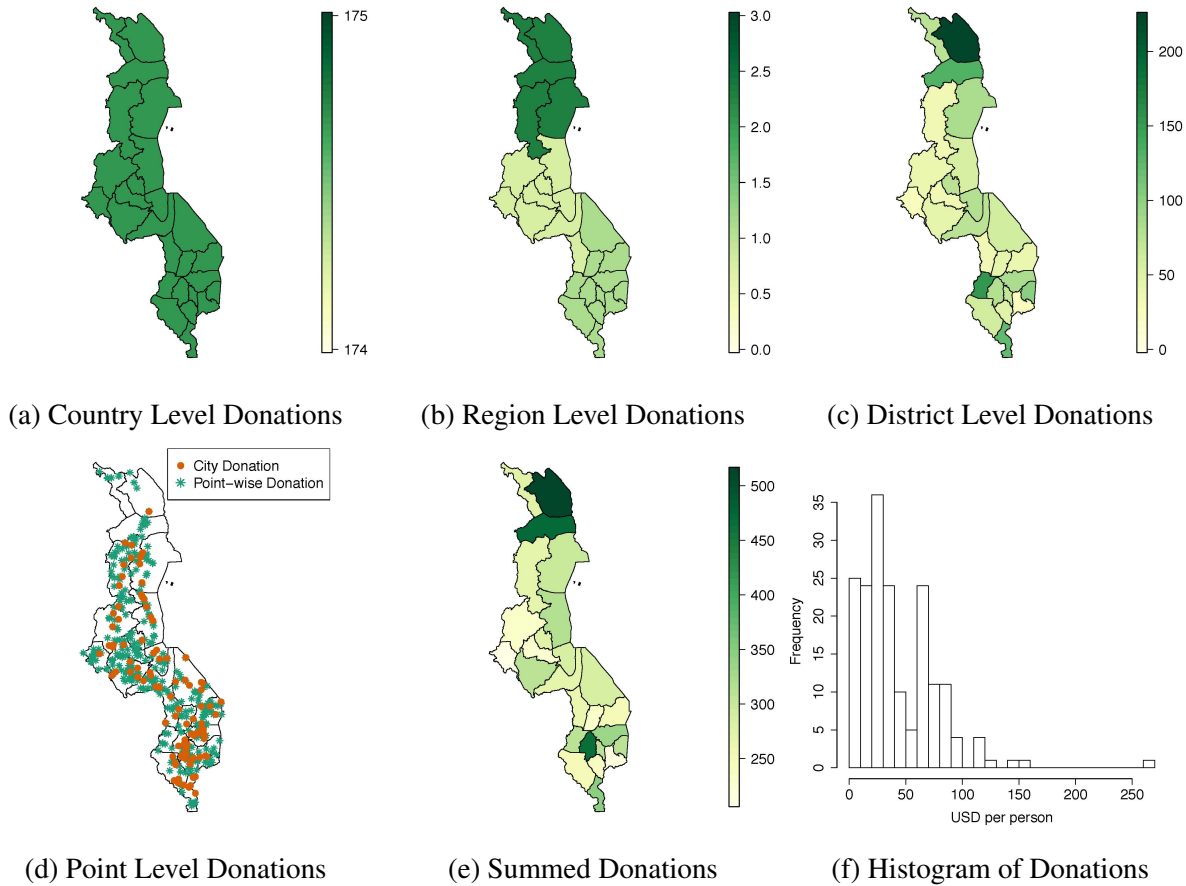 175
174
3.0
2.5
2.0
1.5
1.0
0.5
0.0
200
150
100
50
0
(a) Country Level Donations
(b) Region Level Donations
(c) District Level Donations
City Donation
Point−wise Donation
500
450
400
350
300
250
Frequency
35
30
25
20
15
10
5
0
0 50 100 150 200 250
USD per person
(d) Point Level Donations
(e) Summed Donations
(f) Histogram of Donations